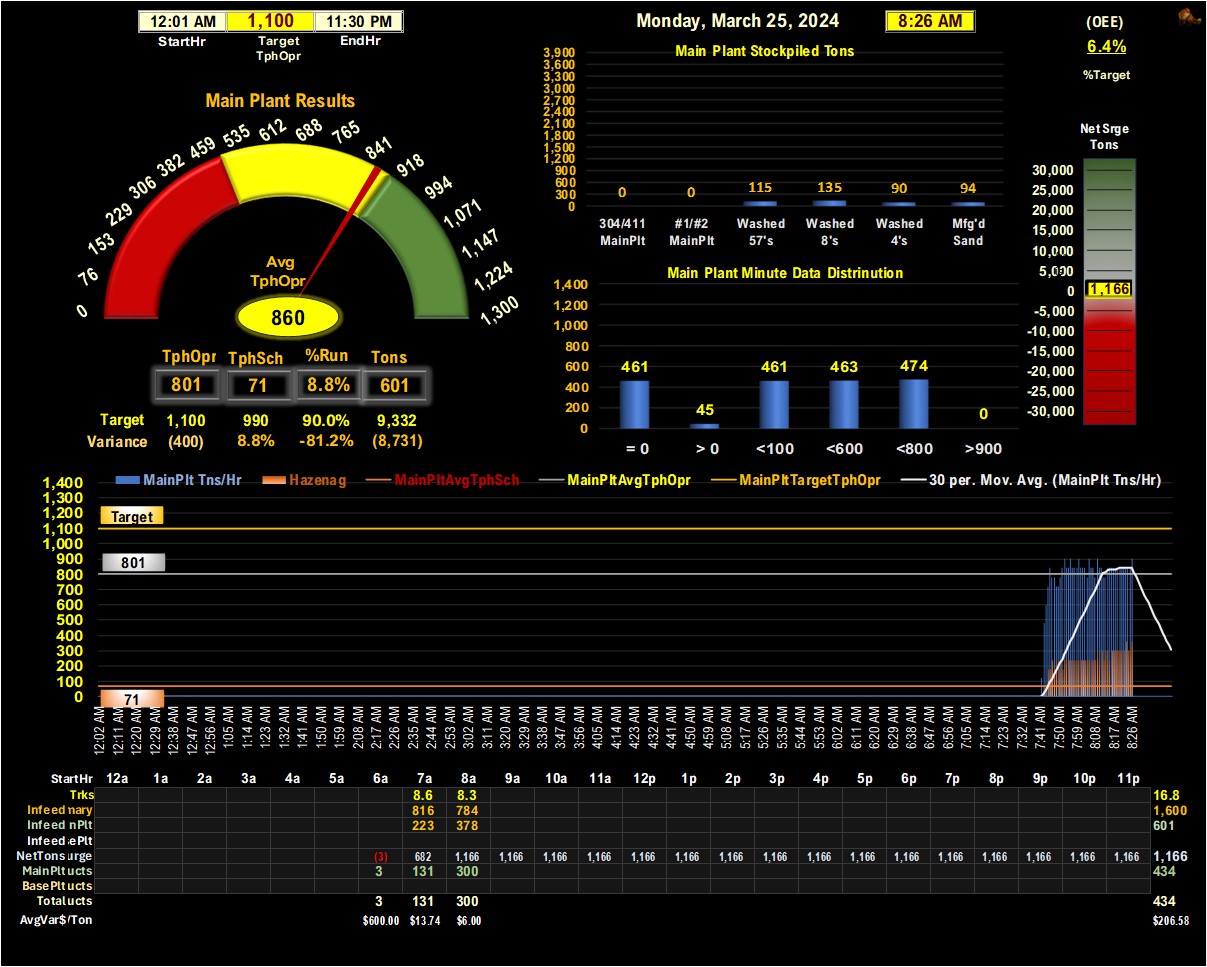 12:01 AM 1,100 11:30 PM
StartHr Target TphOpr EndHr
Monday, March 25, 2024 8:26 AM
(OEE)
6.4%
%Target
Main Plant Results
0 76 153 229 306 382 459 535 612 688 765 841 918 994 1,071 1,147 1,224 1,300
Avg
TphOpr
860
TphOpr TphSch %Run Tons
801 71 8.8% 601
Target 1,100 990 90.0% 9,332
Variance (400) 8.8% -81.2% (8,731)
Main Plant Stockpiled Tons
3,900
3,600
3,300
3,000
2,700
2,400
2,100
1,800
1,500
1,200
900
600
300
0
0 0 115 135 90 94
304/411 #1/#2 Washed Washed Washed Mfg'd
MainPlt MainPlt 57's 8's 4's Sand
Main Plant Minute Data Distrinution
1,400
1,200
1,000
800
600
400
200
0
461 45 461 463 474 0
= 0 > 0 <100 <600 <800 >900
Net Srge
Tons
30,000
25,000
20,000
15,000
10,000
5,000
0
-5,000
-10,000
-15,000
-20,000
-25,000
-30,000
1,166
MainPlt Tns/Hr Hazenag MainPltAvgTphSch MainPltAvgTphOpr MainPltTargetTphOpr 30 per. Mov. Avg. (MainPlt Tns/Hr)
1,400
1,300
1,200
1,100
1,000
900
800
700
600
500
400
300
200
100
0
Target
801
71
12:02 AM 12:11 AM 12:20 AM 12:29 AM 12:38 AM 12:47 AM 12:56 AM 1:05 AM 1:14 AM 1:23 AM 1:32 AM 1:41 AM 1:50 AM 1:59 AM 2:08 AM 2:17 AM 2:26 AM 2:35 AM 2:44 AM 2:53 AM 3:02 AM 3:11 AM 3:20 AM 3:29 AM 3:38 AM 3:47 AM 3:56 AM 4:05 AM 4:14 AM 4:23 AM 4:32 AM 4:41 AM 4:50 AM 4:59 AM 5:08 AM 5:17 AM 5:26 AM 5:35 AM 5:44 AM 5:53 AM 6:02 AM 6:11 AM 6:20 AM 6:29 AM 6:38 AM 6:47 AM 6:56 AM 7:05 AM 7:14 AM 7:23 AM 7:32 AM 7:41 AM 7:50 AM 7:59 AM 8:08 AM 8:17 AM 8:26 AM
StartHr 12a 1a 2a 3a 4a 5a 6a 7a 8a 9a 10a 11a 12p 1p 2p 3p 4p 5p 6p 7p 8p 9p 10p 11p
Trks 8.6 8.3 16.8
Infeed nary 816 784 1,600
Infeed nPlt 223 378 601
Infeed ePlt
NetTons urge (3) 682 1,166 1,166 1,166 1,166 1,166 1,166 1,166 1,166 1,166 1,166 1,166 1,166 1,166 1,166 1,166 1,166 1,166
MainPlt ucts 3 131 300 434
BasePlt ucts
Total ucts 3 131 300 434
AvgVar$/Ton $600.00 $13.74 $6.00 $206.58